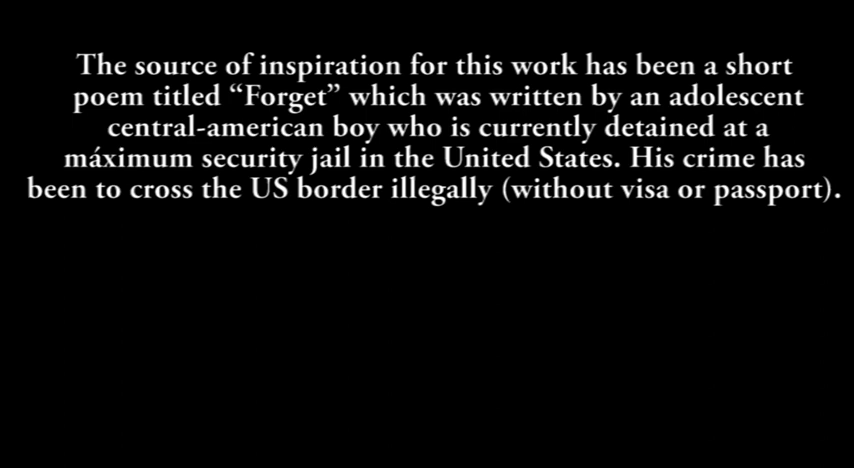 The source of inspiration for this work has been a short
poem titled “Forget” which was written by an adolescent
central-american boy who is currently detained at a
máximum security jail in the United States. His crime has
been to cross the US border illegally (without visa or passport).